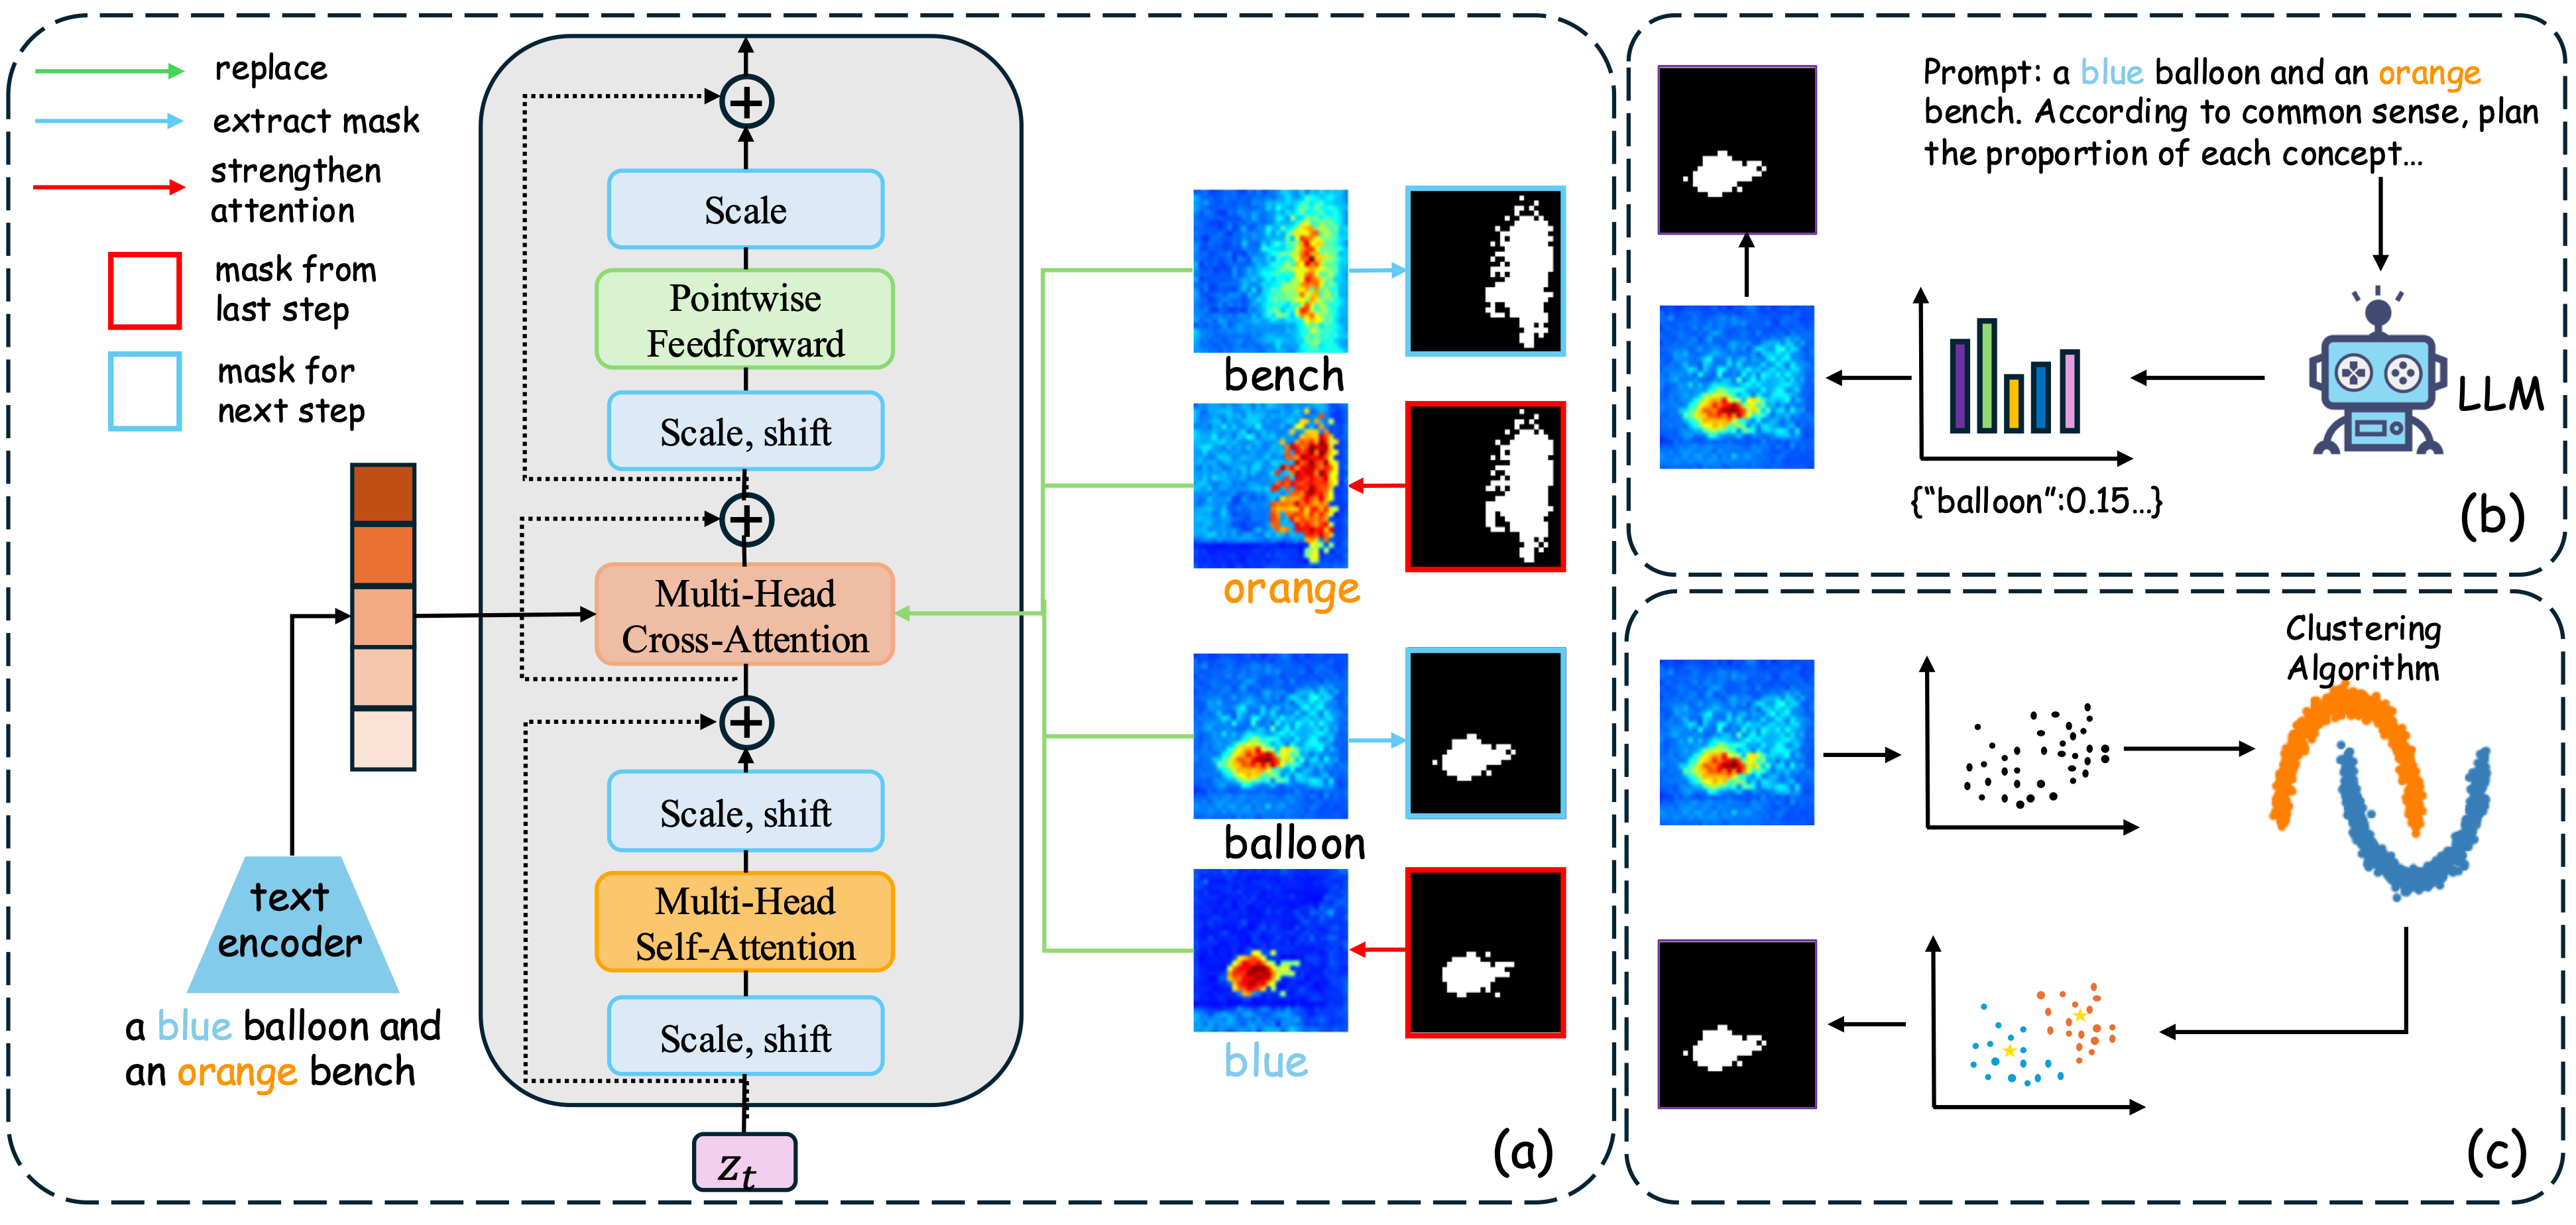 replace
extract mask
strengthen
attention
mask from
last step
mask for
next step
text
encoder
a blue balloon and
an orange bench
Scale
Pointwise
Feedforward
Scale, shift
Multi-Head
Cross-Attention
Scale, shift
Multi-Head
Self-Attention
Scale, shift
z_t
bench
orange
balloon
blue
(a)
Prompt: a blue balloon and an orange
bench. According to common sense, plan
the proportion of each concept...
LLM
{“balloon”:0.15...}
(b)
Clustering
Algorithm
(c)